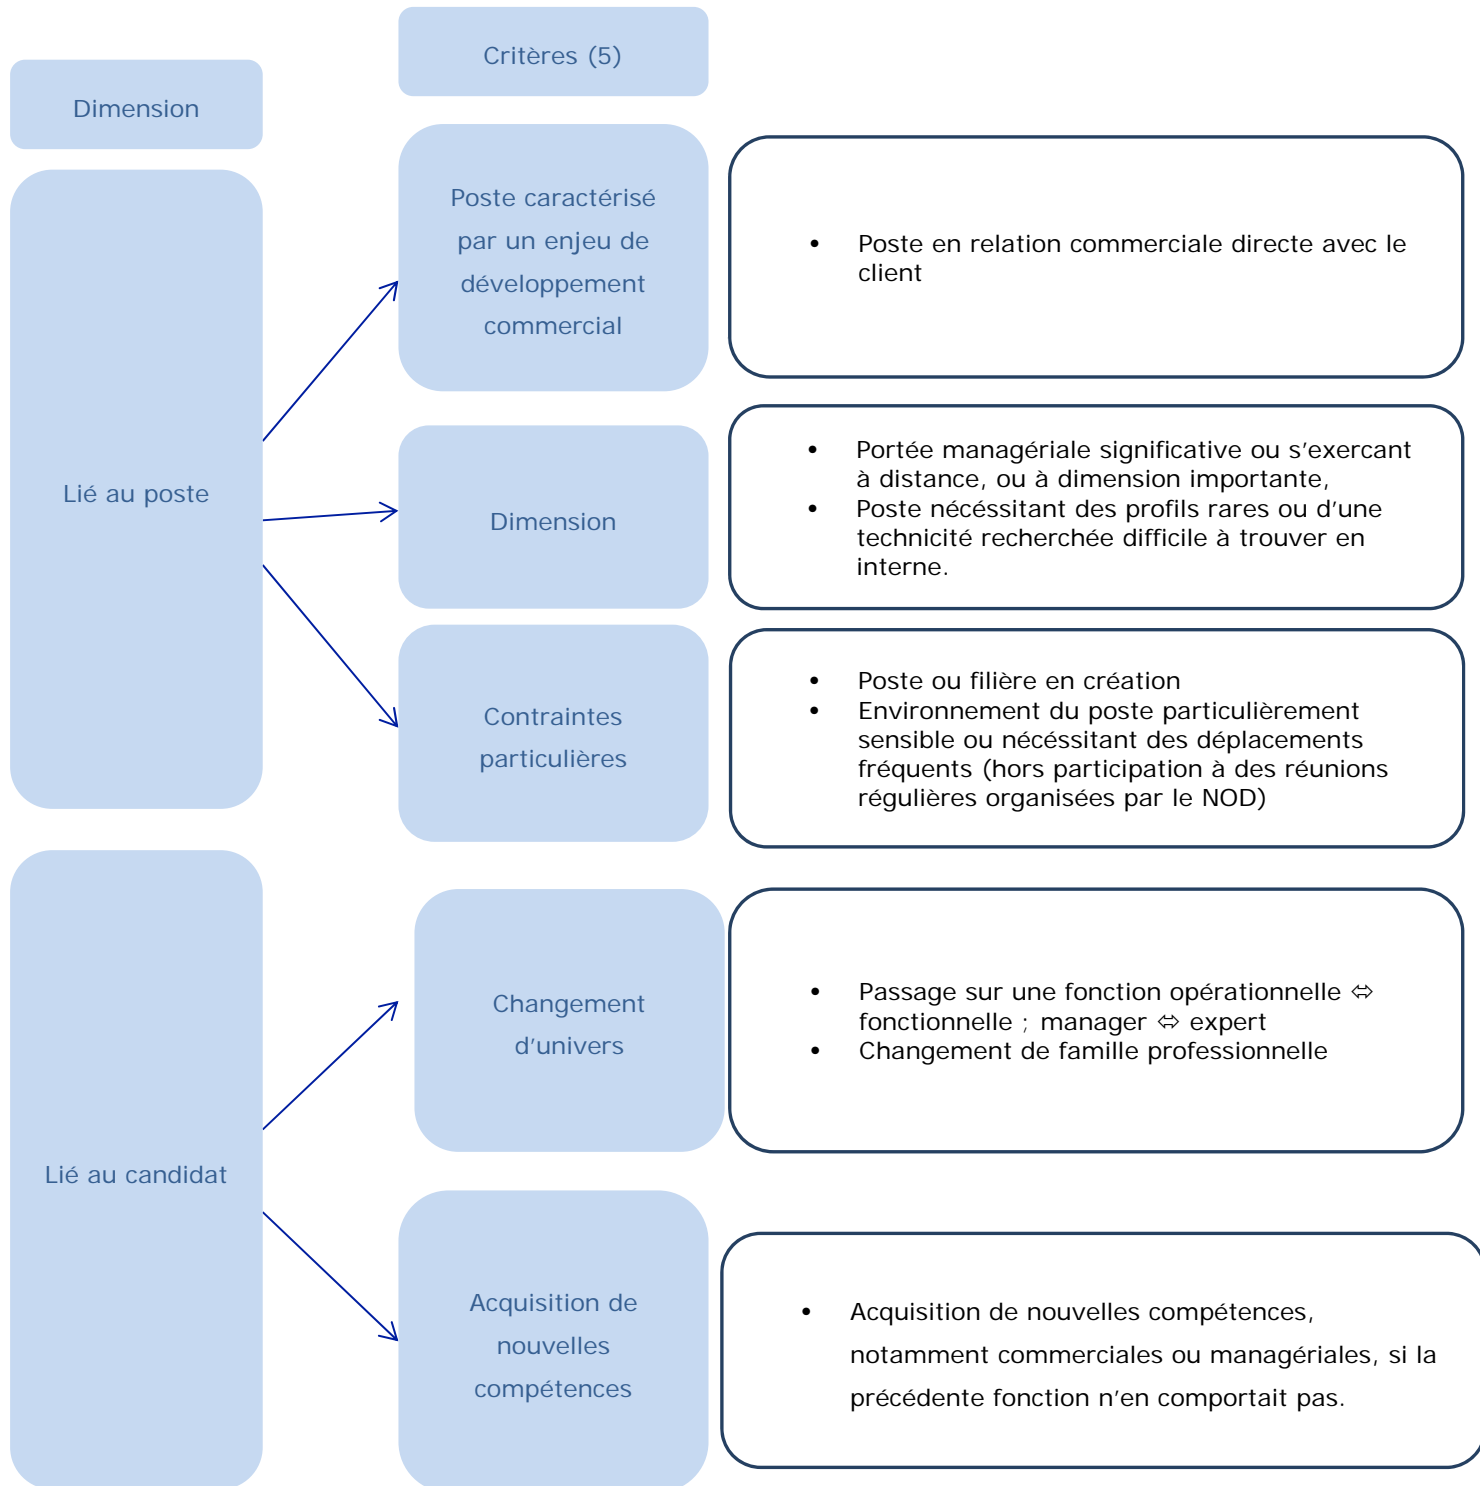 Critères (5)
Dimension
Poste caractérisé
par un enjeu de
développement
commercial
• Poste en relation commerciale directe avec le
client
Lié au poste
Dimension
• Portée managériale significative ou s’exercant
à distance, ou à dimension importante,
• Poste nécéssitant des profils rares ou d’une
technicité recherchée difficile à trouver en
interne.
Contraintes
particulières
• Poste ou filière en création
• Environnement du poste particulièrement
sensible ou nécéssitant des déplacements
fréquents (hors participation à des réunions
régulières organisées par le NOD)
Lié au candidat
Changement
d’univers
• Passage sur une fonction opérationnelle ⬄
fonctionnelle ; manager ⬄ expert
• Changement de famille professionnelle
Acquisition de
nouvelles
compétences
• Acquisition de nouvelles compétences,
notamment commerciales ou managériales, si la
précédente fonction n’en comportait pas.